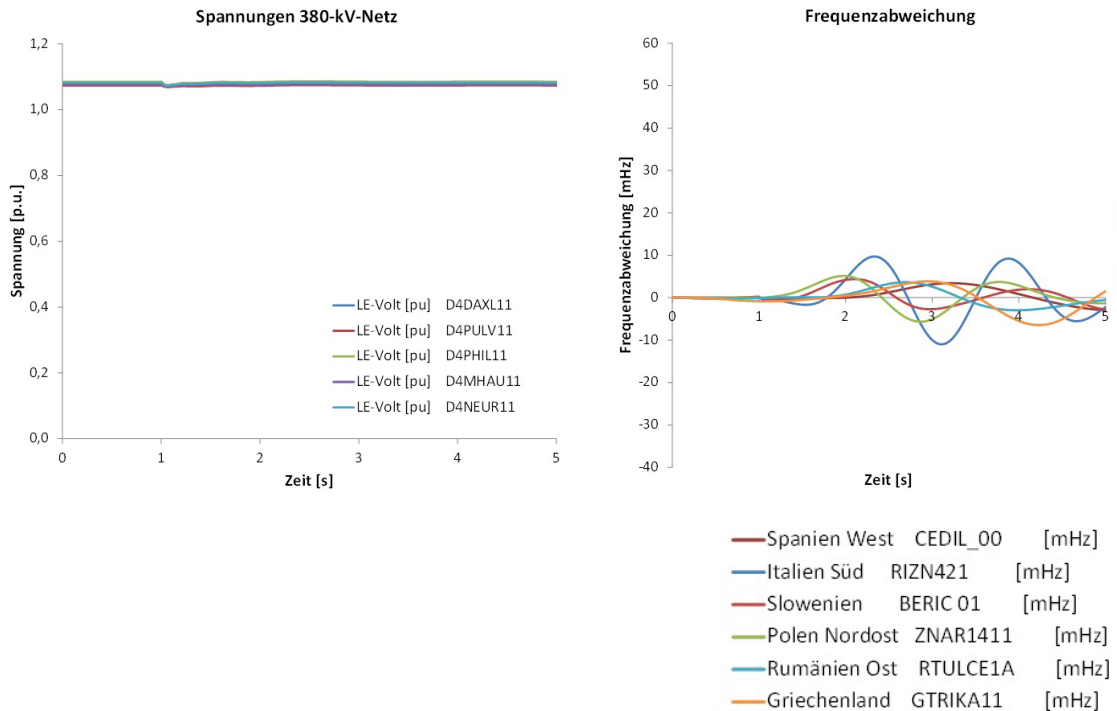 Spannungen 380-kV-Netz
1,2
1,0
0,8
0,6
0,4
0,2
0,0
Spannung [p.u.]
LE-Volt [pu] D4DAXL11
LE-Volt [pu] D4PULV11
LE-Volt [pu] D4PHIL11
LE-Volt [pu] D4MHAU11
LE-Volt [pu] D4NEUR11
0 1 2 3 4 5
Zeit [s]
Frequenzabweichung
60
50
40
30
20
10
0
-10
-20
-30
-40
Frequenzabweichung [mHz]
0 1 2 3 4 5
Zeit [s]
Spanien West CEDIL_00 [mHz]
Italien Süd RIZN421 [mHz]
Slowenien BERIC 01 [mHz]
Polen Nordost ZNAR1411 [mHz]
Rumänien Ost RTULCE1A [mHz]
Griechenland GTRIKA11 [mHz]